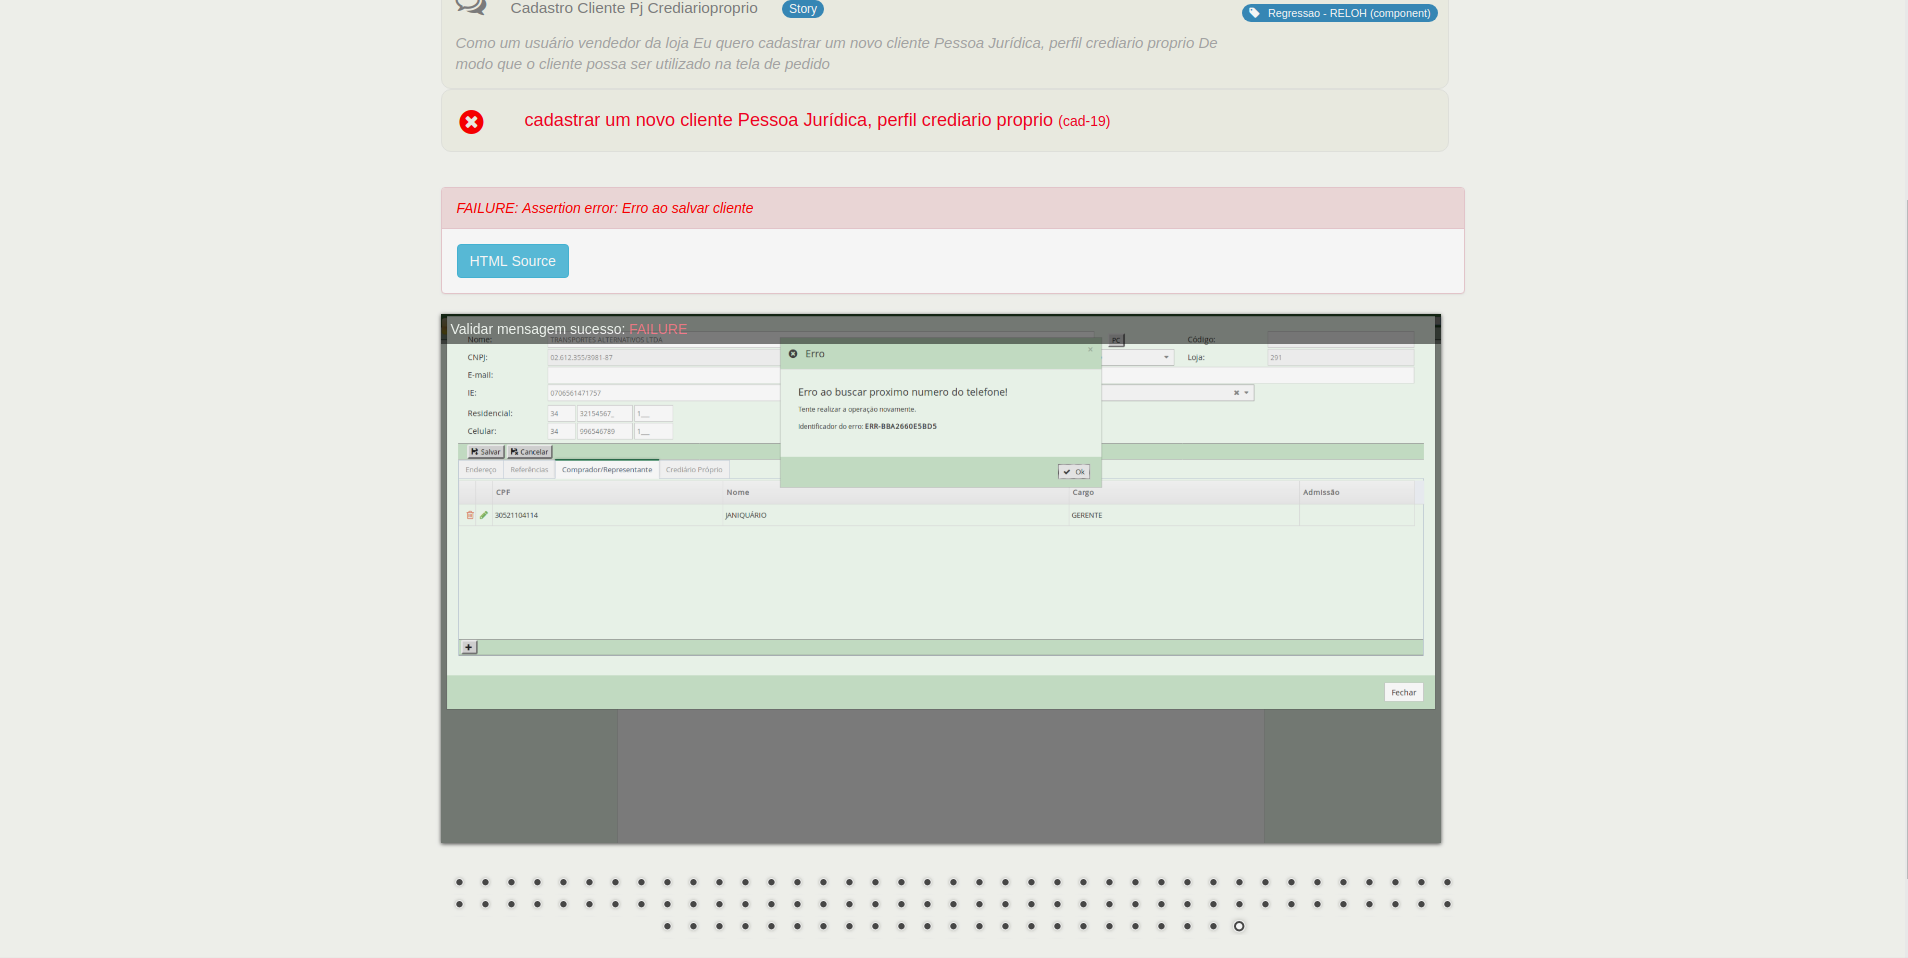 Cadastro Cliente Pj Crediarioproprio Story
Regressao - RELOH (component)
Como um usuário vendedor da loja Eu quero cadastrar um novo cliente Pessoa Jurídica, perfil crediario proprio De
modo que o cliente possa ser utilizado na tela de pedido
cadastrar um novo cliente Pessoa Jurídica, perfil crediario proprio (cad-19)
FAILURE: Assertion error: Erro ao salvar cliente
HTML Source
Validar mensagem sucesso: FAILURE
Nome: TRANSPORTES ALTERNATIVOS LTDA PC Código:
Erro
CNPJ: 02.612.355/3981-87 Loja: 291
E-mail:
IE: 0706561471757
Erro ao buscar proximo numero do telefone!
Tente realizar a operação novamente.
Identificador do erro: ERR-BBA2660E5BD5
Residencial: 34 32154567_ 1___
Celular: 34 996546789 1___
Salvar Cancelar
Ok
Endereço Referências Comprador/Representante Crediário Próprio
CPF Nome Cargo Admissão
30521104114 JANIQUÁRIO GERENTE
Fechar